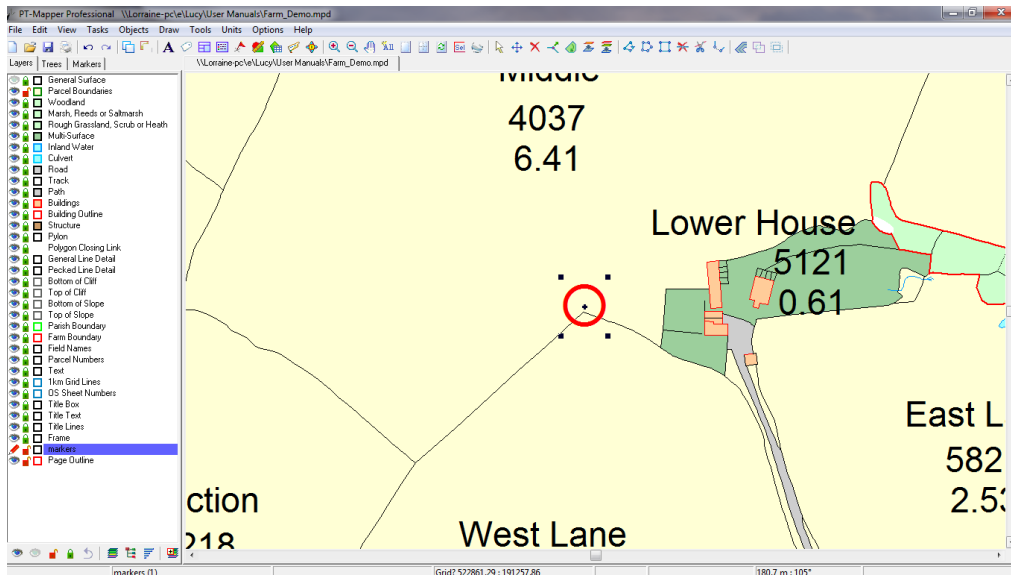 PT-Mapper Professional \\Lorraine-pc\e\Lucy\User Manuals\Farm_Demo.mpd
File Edit View Tasks Objects Draw Tools Units Options Help
Layers Trees Markers
\\Lorraine-pc\e\Lucy\User Manuals\Farm_Demo.mpd
General Surface
Parcel Boundaries
Woodland
Marsh, Reeds or Saltmarsh
Rough Grassland, Scrub or Heath
Multi-Surface
Inland Water
Culvert
Road
Track
Path
Buildings
Building Outline
Structure
Pylon
Polygon Closing Link
General Line Detail
Pecked Line Detail
Bottom of Cliff
Top of Cliff
Bottom of Slope
Top of Slope
Parish Boundary
Farm Boundary
Field Names
Parcel Numbers
Text
1km Grid Lines
OS Sheet Numbers
Title Box
Title Text
Title Lines
Frame
markers
Page Outline
Middle
4037
6.41
Lower House
5121
0.61
East L
582
2.53
ction
218
West Lane
markers (1)
Grid? 522861.29 : 191257.86
180.7 m : 105°